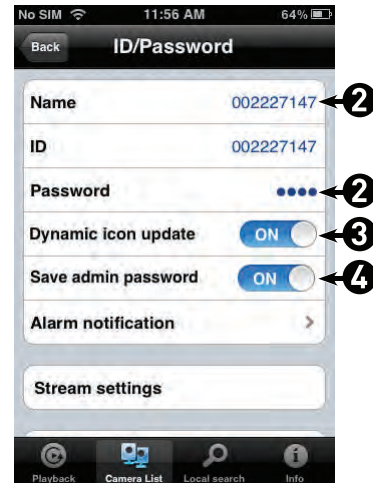 No SIM 11:56 AM 64%
Back ID/Password
Name 002227147 2
ID 002227147
Password •••• 2
Dynamic icon update ON 3
Save admin password ON 4
Alarm notification >
Stream settings
Playback Camera List Local search Info